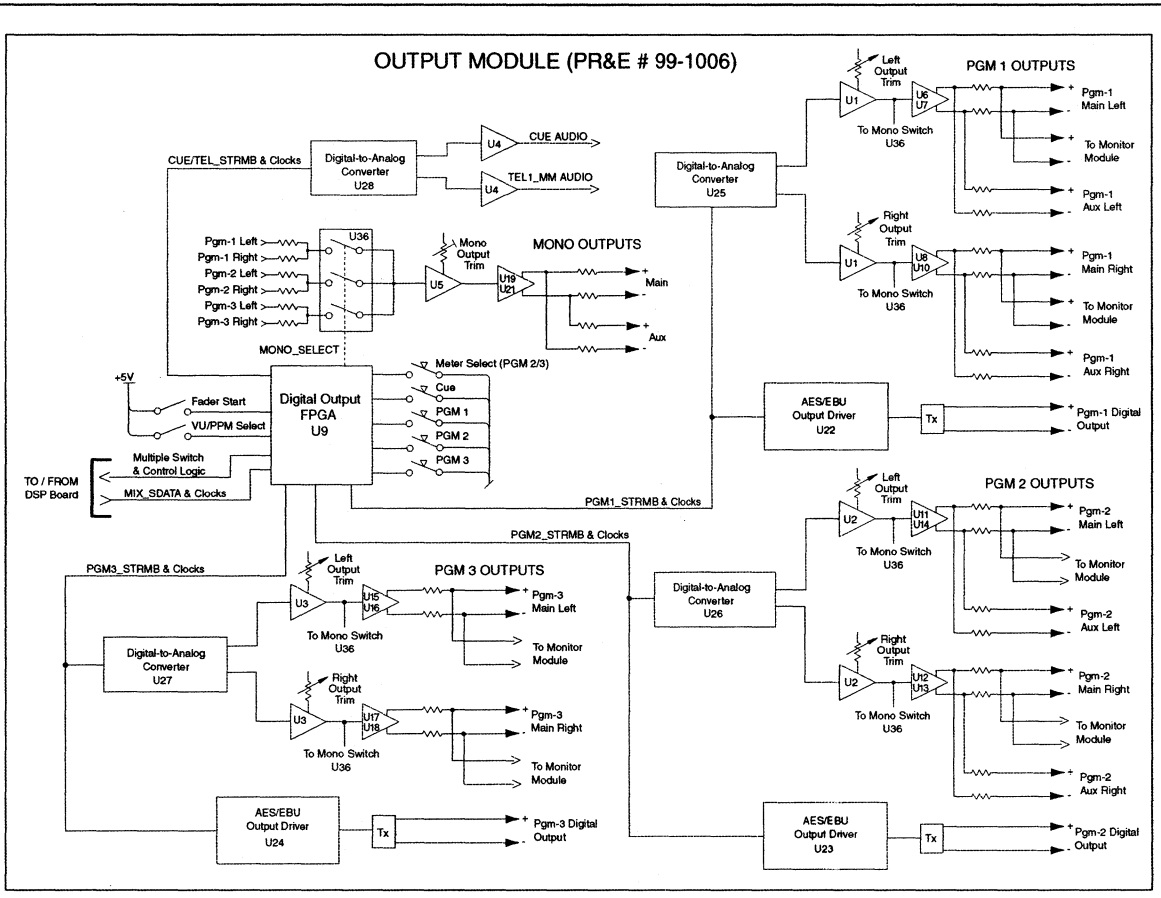 OUTPUT MODULE (PR&E # 99-1006)
CUE/TEL_STRMB & Clocks
Digital-to-Analog
Converter
U28
U4
CUE AUDIO
U4
TEL1_MM AUDIO
Pgm-1 Left
Pgm-1 Right
Pgm-2 Left
Pgm-2 Right
Pgm-3 Left
Pgm-3 Right
U36
Mono
Output
Trim
U5
MONO OUTPUTS
U19
U21
+
Main
-
+
Aux
-
MONO_SELECT
+5V
Fader Start
VU/PPM Select
Multiple Switch
& Control Logic
TO / FROM
DSP Board
MIX_SDATA & Clocks
Digital Output
FPGA
U9
Meter Select (PGM 2/3)
Cue
PGM 1
PGM 2
PGM 3
PGM1_STRMB & Clocks
PGM2_STRMB & Clocks
PGM3_STRMB & Clocks
PGM 1 OUTPUTS
Digital-to-Analog
Converter
U25
Left
Output
Trim
U1
To Mono Switch
U36
U6
U7
+
Pgm-1
Main Left
-
+
To Monitor
Module
-
+
Pgm-1
Aux Left
-
Right
Output
Trim
U1
To Mono Switch
U36
U8
U10
+
Pgm-1
Main Right
-
+
To Monitor
Module
-
+
Pgm-1
Aux Right
-
AES/EBU
Output Driver
U22
Tx
+
Pgm-1 Digital
Output
-
PGM 2 OUTPUTS
Digital-to-Analog
Converter
U26
Left
Output
Trim
U2
To Mono Switch
U36
U11
U14
+
Pgm-2
Main Left
-
To Monitor
Module
+
Pgm-2
Aux Left
-
Right
Output
Trim
U2
To Mono Switch
U36
U12
U13
+
Pgm-2
Main Right
-
To Monitor
Module
+
Pgm-2
Aux Right
-
AES/EBU
Output Driver
U23
Tx
+
Pgm-2 Digital
Output
-
PGM 3 OUTPUTS
Digital-to-Analog
Converter
U27
Left
Output
Trim
U3
To Mono Switch
U36
U15
U16
+
Pgm-3
Main Left
-
To Monitor
Module
Right
Output
Trim
U3
To Mono Switch
U36
U17
U18
+
Pgm-3
Main Right
-
To Monitor
Module
AES/EBU
Output Driver
U24
Tx
+
Pgm-3 Digital
Output
-